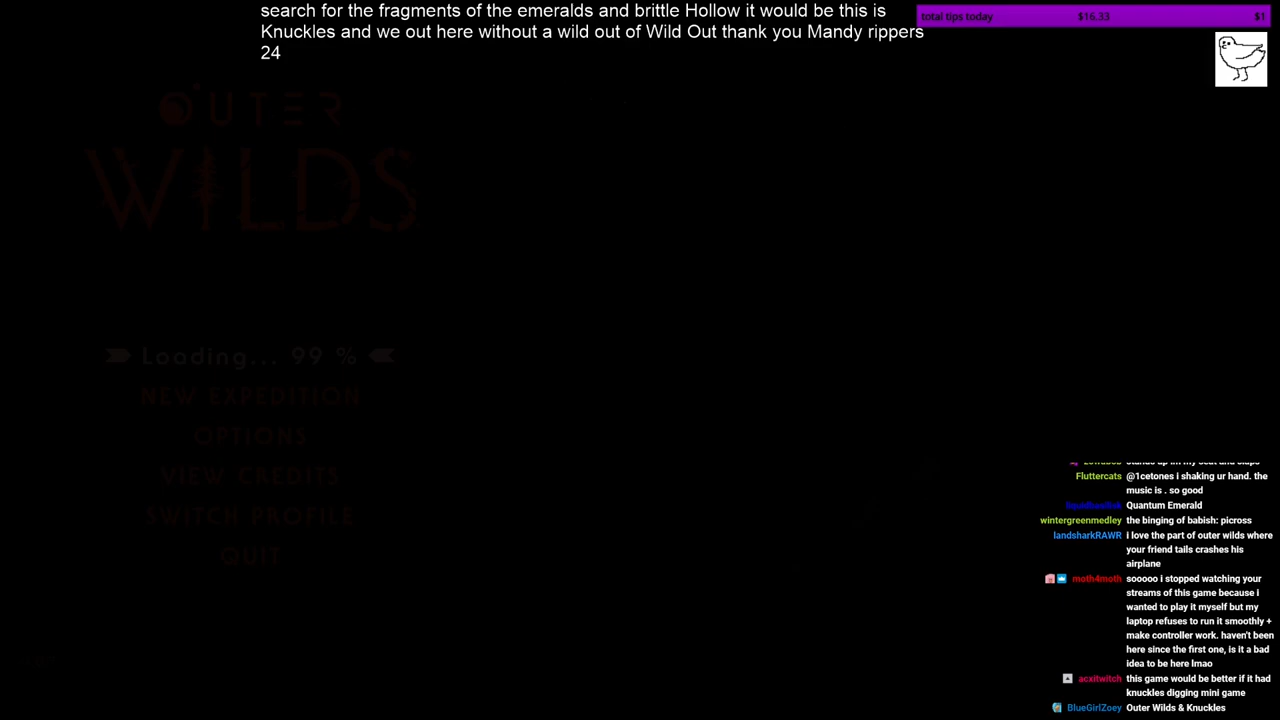 search for the fragments of the emeralds and brittle Hollow it would be this is
Knuckles and we out here without a wild out of Wild Out thank you Mandy rippers
24
total tips today $16.33 $1
OUTER
WILDS
Loading... 99 %
NEW EXPEDITION
OPTIONS
VIEW CREDITS
SWITCH PROFILE
QUIT
Fluttercats @1cetones i shaking ur hand. the
music is . so good
Quantum Emerald
wintergreenmedley the binging of babish: picross
landsharkRAWR i love the part of outer wilds where
your friend tails crashes his
airplane
moth4moth sooooo i stopped watching your
streams of this game because i
wanted to play it myself but my
laptop refuses to run it smoothly +
make controller work. haven't been
here since the first one, is it a bad
idea to be here lmao
acxitwitch this game would be better if it had
knuckles digging mini game
BlueGirlZoey Outer Wilds & Knuckles